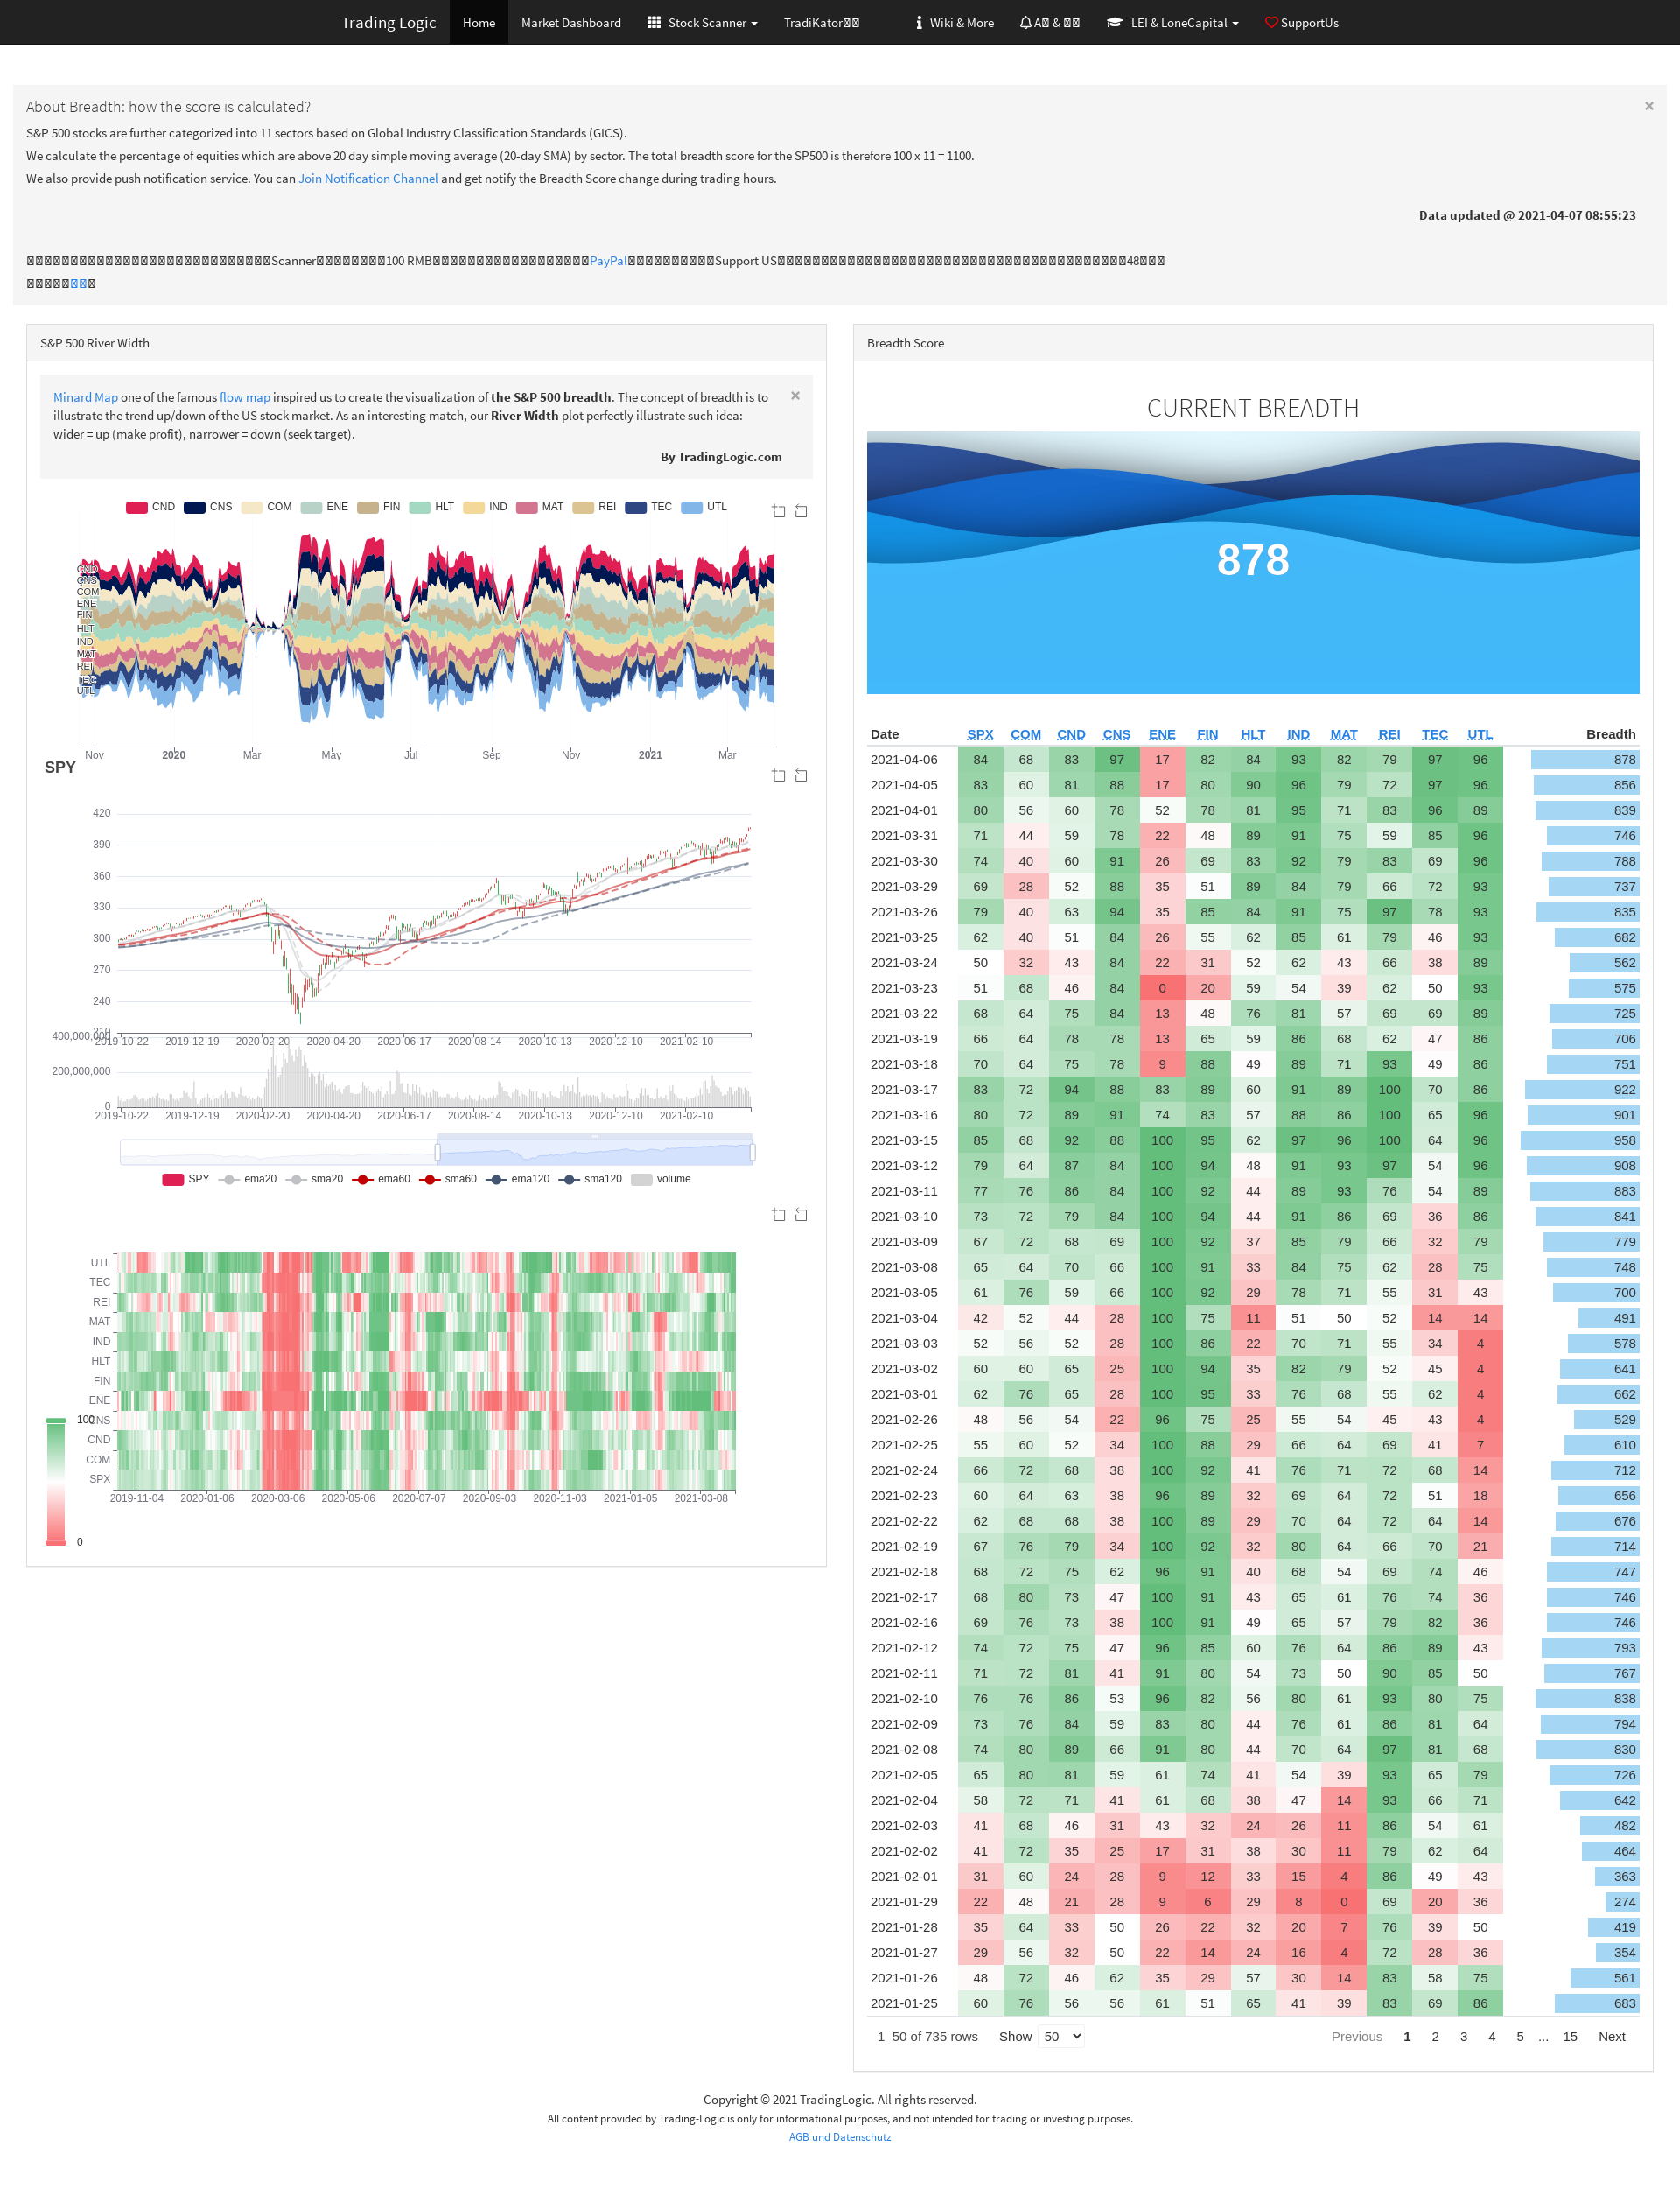 Trading Logic Home Market Dashboard Stock Scanner TradiKator Wiki & More A & LEI & LoneCapital SupportUs
About Breadth: how the score is calculated? ×
S&P 500 stocks are further categorized into 11 sectors based on Global Industry Classification Standards (GICS).
We calculate the percentage of equities which are above 20 day simple moving average (20-day SMA) by sector. The total breadth score for the SP500 is therefore 100 x 11 = 1100.
We also provide push notification service. You can Join Notification Channel and get notify the Breadth Score change during trading hours.
Data updated @ 2021-04-07 08:55:23
Scanner 100 RMB PayPal Support US 48
S&P 500 River Width
Minard Map one of the famous flow map inspired us to create the visualization of the S&P 500 breadth. The concept of breadth is to ×
illustrate the trend up/down of the US stock market. As an interesting match, our River Width plot perfectly illustrate such idea:
wider = up (make profit), narrower = down (seek target).
By TradingLogic.com
CND CNS COM ENE FIN HLT IND MAT REI TEC UTL
CND
CNS
COM
ENE
FIN
HLT
IND
MAT
REI
TEC
UTL
Nov 2020 Mar May Jul Sep Nov 2021 Mar
SPY
420
390
360
330
300
270
240
210
2019-10-22 2019-12-19 2020-02-20 2020-04-20 2020-06-17 2020-08-14 2020-10-13 2020-12-10 2021-02-10
400,000,000
200,000,000
0
2019-10-22 2019-12-19 2020-02-20 2020-04-20 2020-06-17 2020-08-14 2020-10-13 2020-12-10 2021-02-10
SPY ema20 sma20 ema60 sma60 ema120 sma120 volume
UTL
TEC
REI
MAT
IND
HLT
FIN
ENE
CNS
CND
COM
SPX
2019-11-04 2020-01-06 2020-03-06 2020-05-06 2020-07-07 2020-09-03 2020-11-03 2021-01-05 2021-03-08
100
0
Breadth Score
CURRENT BREADTH
878
Date SPX COM CND CNS ENE FIN HLT IND MAT REI TEC UTL Breadth
2021-04-06 84 68 83 97 17 82 84 93 82 79 97 96 878
2021-04-05 83 60 81 88 17 80 90 96 79 72 97 96 856
2021-04-01 80 56 60 78 52 78 81 95 71 83 96 89 839
2021-03-31 71 44 59 78 22 48 89 91 75 59 85 96 746
2021-03-30 74 40 60 91 26 69 83 92 79 83 69 96 788
2021-03-29 69 28 52 88 35 51 89 84 79 66 72 93 737
2021-03-26 79 40 63 94 35 85 84 91 75 97 78 93 835
2021-03-25 62 40 51 84 26 55 62 85 61 79 46 93 682
2021-03-24 50 32 43 84 22 31 52 62 43 66 38 89 562
2021-03-23 51 68 46 84 0 20 59 54 39 62 50 93 575
2021-03-22 68 64 75 84 13 48 76 81 57 69 69 89 725
2021-03-19 66 64 78 78 13 65 59 86 68 62 47 86 706
2021-03-18 70 64 75 78 9 88 49 89 71 93 49 86 751
2021-03-17 83 72 94 88 83 89 60 91 89 100 70 86 922
2021-03-16 80 72 89 91 74 83 57 88 86 100 65 96 901
2021-03-15 85 68 92 88 100 95 62 97 96 100 64 96 958
2021-03-12 79 64 87 84 100 94 48 91 93 97 54 96 908
2021-03-11 77 76 86 84 100 92 44 89 93 76 54 89 883
2021-03-10 73 72 79 84 100 94 44 91 86 69 36 86 841
2021-03-09 67 72 68 69 100 92 37 85 79 66 32 79 779
2021-03-08 65 64 70 66 100 91 33 84 75 62 28 75 748
2021-03-05 61 76 59 66 100 92 29 78 71 55 31 43 700
2021-03-04 42 52 44 28 100 75 11 51 50 52 14 14 491
2021-03-03 52 56 52 28 100 86 22 70 71 55 34 4 578
2021-03-02 60 60 65 25 100 94 35 82 79 52 45 4 641
2021-03-01 62 76 65 28 100 95 33 76 68 55 62 4 662
2021-02-26 48 56 54 22 96 75 25 55 54 45 43 4 529
2021-02-25 55 60 52 34 100 88 29 66 64 69 41 7 610
2021-02-24 66 72 68 38 100 92 41 76 71 72 68 14 712
2021-02-23 60 64 63 38 96 89 32 69 64 72 51 18 656
2021-02-22 62 68 68 38 100 89 29 70 64 72 64 14 676
2021-02-19 67 76 79 34 100 92 32 80 64 66 70 21 714
2021-02-18 68 72 75 62 96 91 40 68 54 69 74 46 747
2021-02-17 68 80 73 47 100 91 43 65 61 76 74 36 746
2021-02-16 69 76 73 38 100 91 49 65 57 79 82 36 746
2021-02-12 74 72 75 47 96 85 60 76 64 86 89 43 793
2021-02-11 71 72 81 41 91 80 54 73 50 90 85 50 767
2021-02-10 76 76 86 53 96 82 56 80 61 93 80 75 838
2021-02-09 73 76 84 59 83 80 44 76 61 86 81 64 794
2021-02-08 74 80 89 66 91 80 44 70 64 97 81 68 830
2021-02-05 65 80 81 59 61 74 41 54 39 93 65 79 726
2021-02-04 58 72 71 41 61 68 38 47 14 93 66 71 642
2021-02-03 41 68 46 31 43 32 24 26 11 86 54 61 482
2021-02-02 41 72 35 25 17 31 38 30 11 79 62 64 464
2021-02-01 31 60 24 28 9 12 33 15 4 86 49 43 363
2021-01-29 22 48 21 28 9 6 29 8 0 69 20 36 274
2021-01-28 35 64 33 50 26 22 32 20 7 76 39 50 419
2021-01-27 29 56 32 50 22 14 24 16 4 72 28 36 354
2021-01-26 48 72 46 62 35 29 57 30 14 83 58 75 561
2021-01-25 60 76 56 56 61 51 65 41 39 83 69 86 683
1–50 of 735 rows Show 50 Previous 1 2 3 4 5 ... 15 Next
Copyright © 2021 TradingLogic. All rights reserved.
All content provided by Trading-Logic is only for informational purposes, and not intended for trading or investing purposes.
AGB und Datenschutz